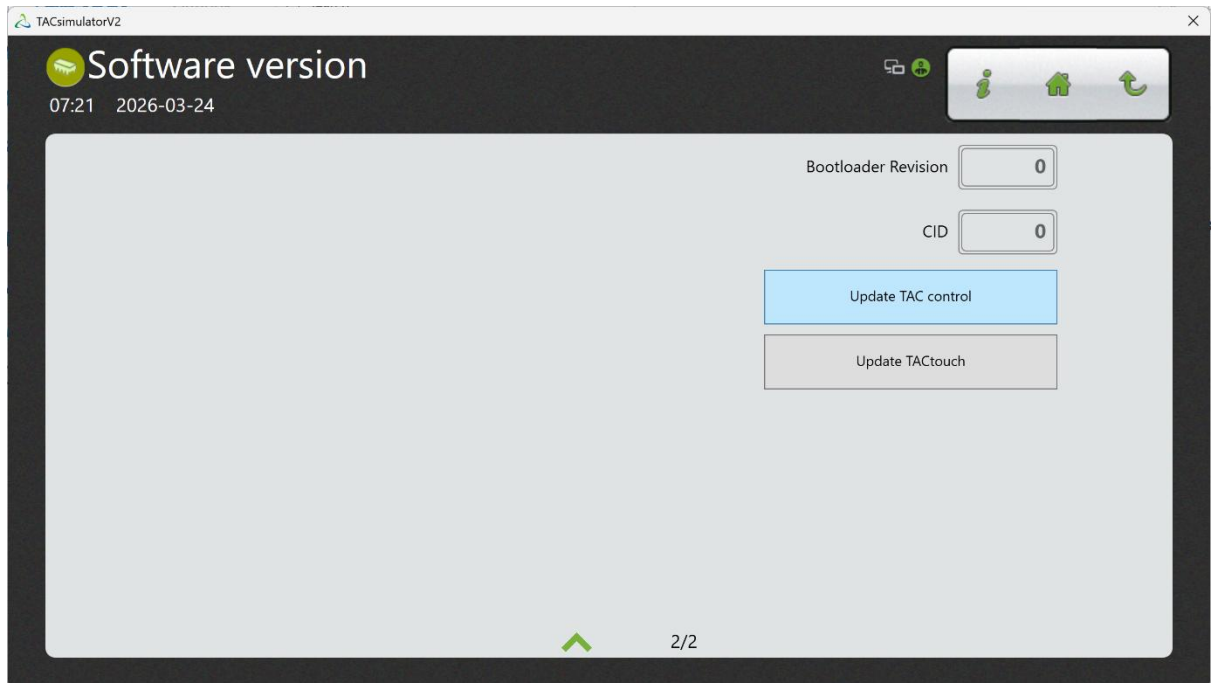 TACsimulatorV2
Software version
07:21 2026-03-24
Bootloader Revision 0
CID 0
Update TAC control
Update TACtouch
2/2